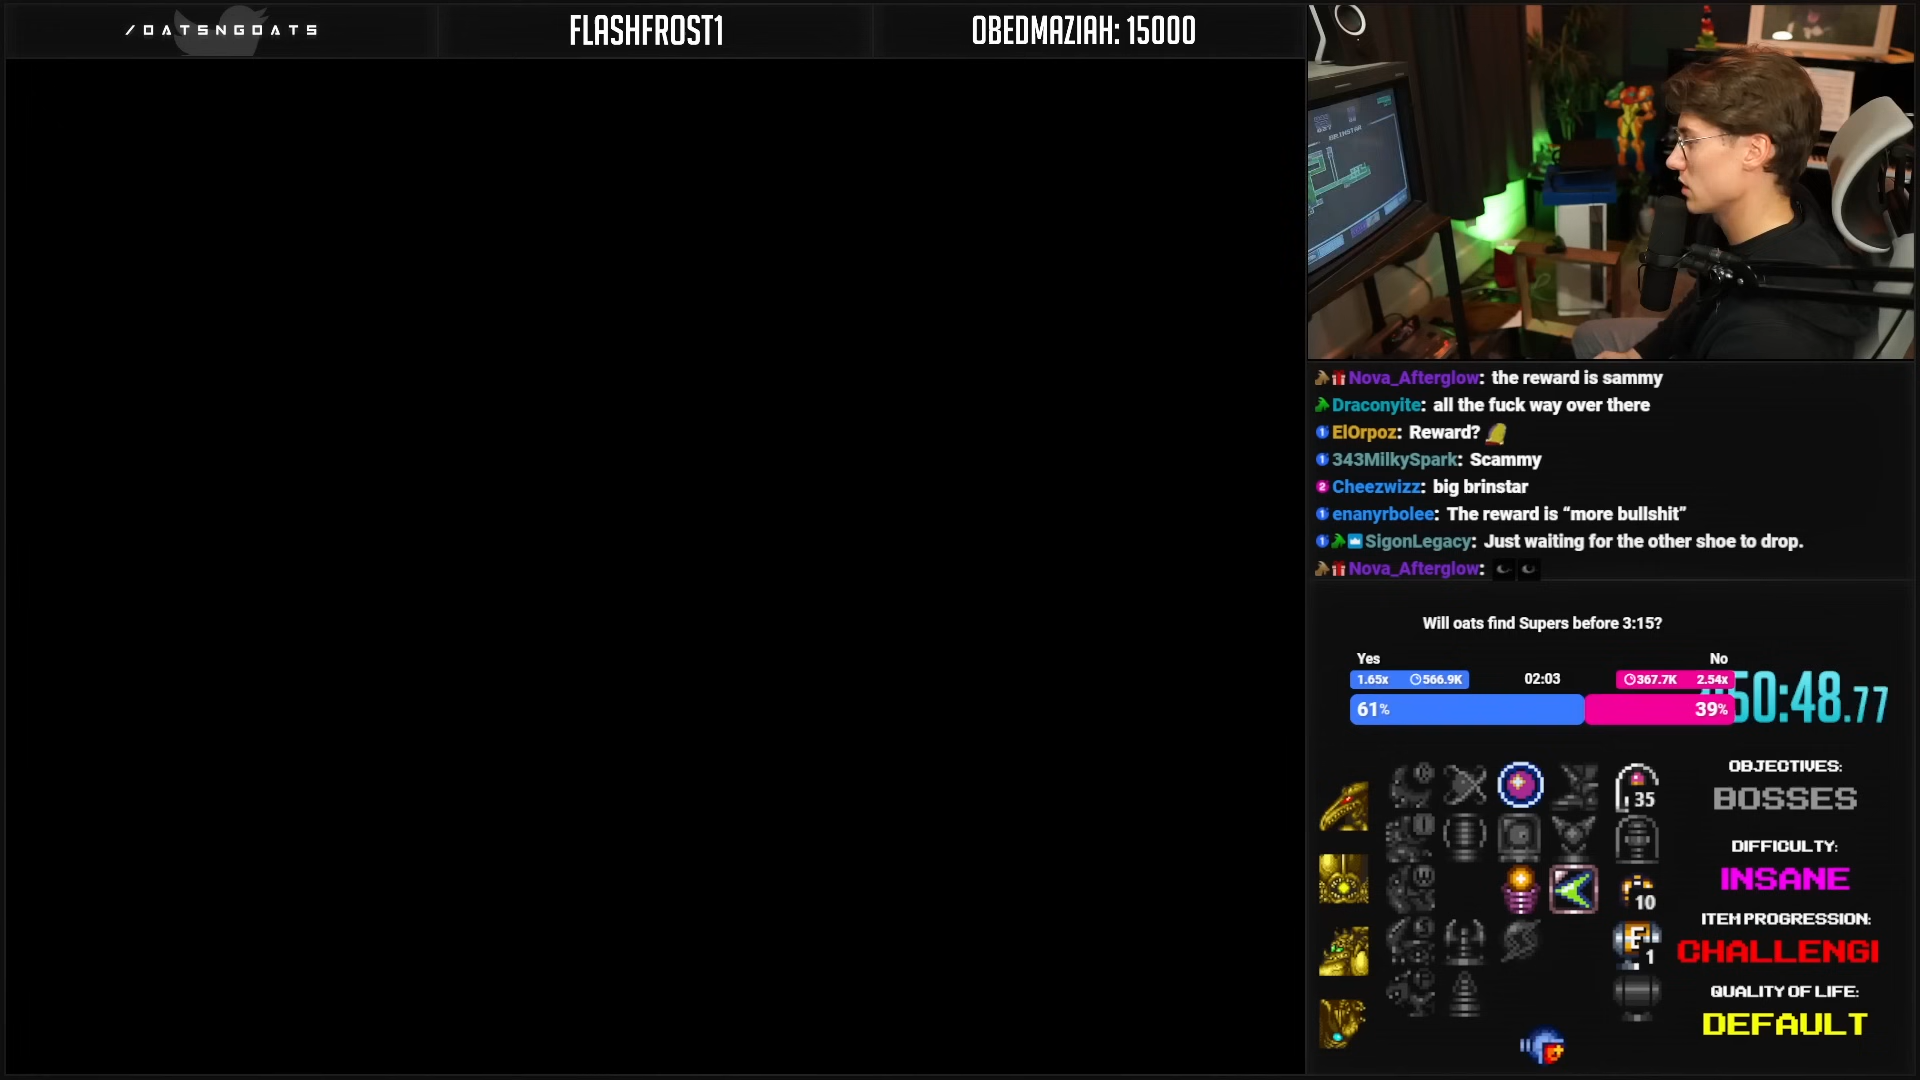 /OATSNGOATS
FLASHFROST1
OBEDMAZIAH: 15000
BRINSTAR
Nova_Afterglow: the reward is sammy
Draconyite: all the fuck way over there
ElOrpoz: Reward?
343MilkySpark: Scammy
Cheezwizz: big brinstar
enanyrbolee: The reward is “more bullshit”
SigonLegacy: Just waiting for the other shoe to drop.
Nova_Afterglow:
Will oats find Supers before 3:15?
Yes
No
1.65x 566.9K
02:03
367.7K 2.54x
61%
39%
50:48.77
35
10
1
OBJECTIVES:
BOSSES
DIFFICULTY:
INSANE
ITEM PROGRESSION:
CHALLENGI
QUALITY OF LIFE:
DEFAULT